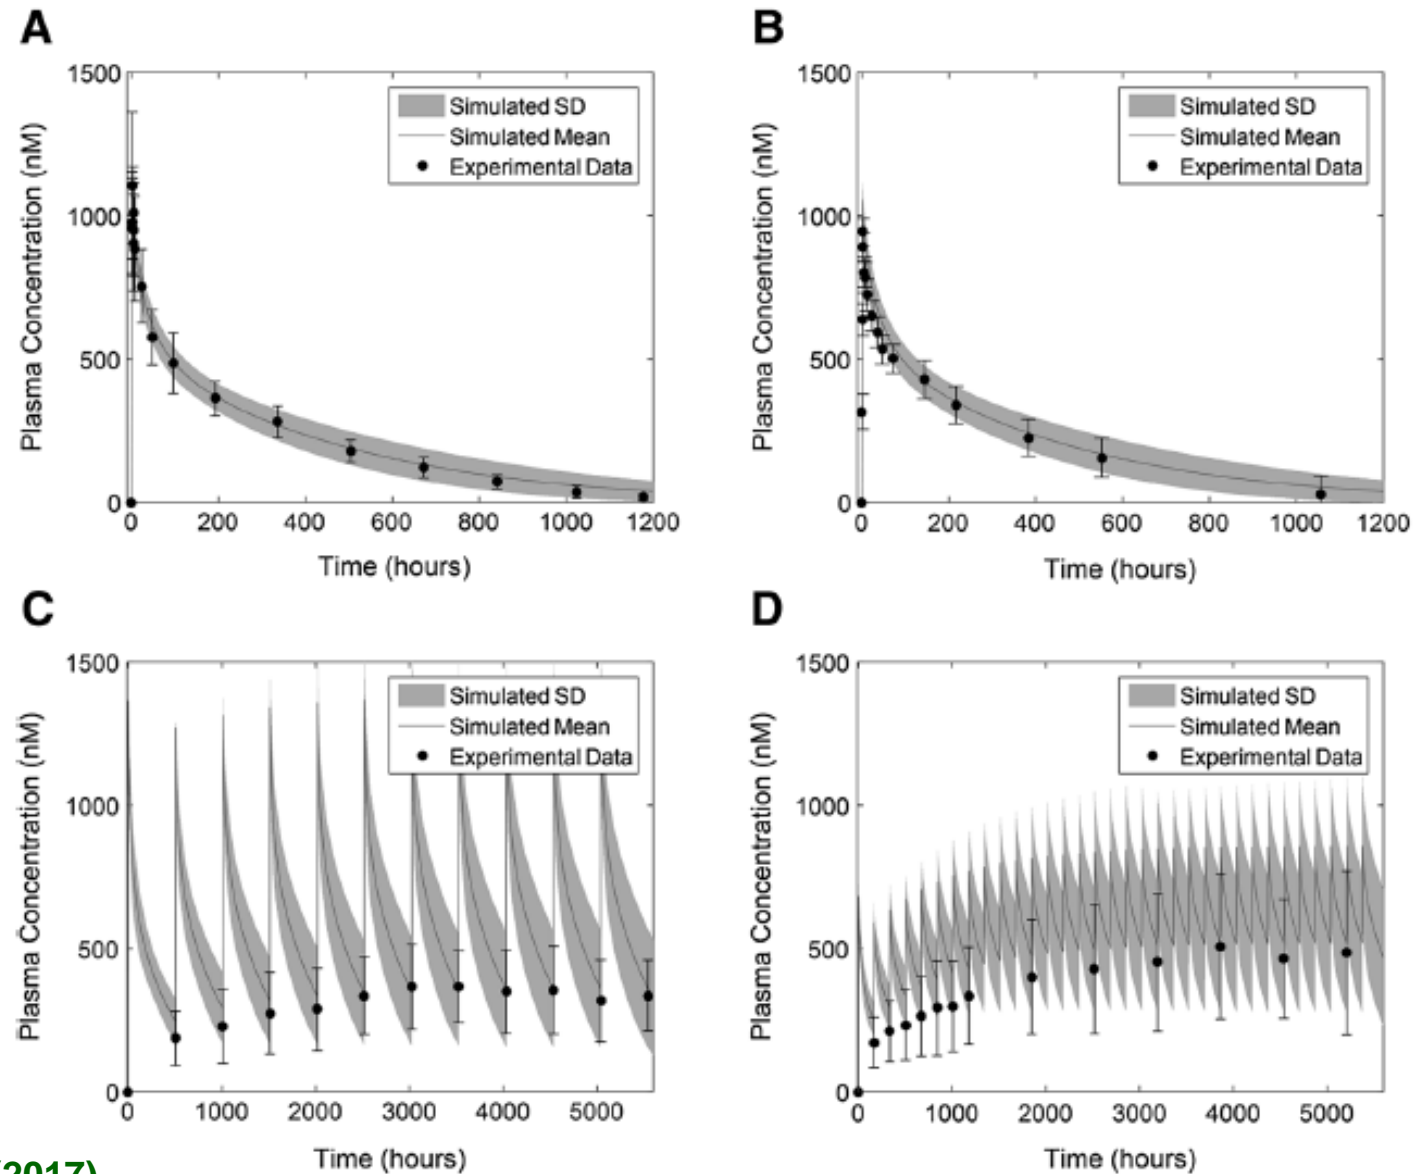 A
1500
1000
500
0
Plasma Concentration (nM)
Simulated SD
Simulated Mean
Experimental Data
0 200 400 600 800 1000 1200
Time (hours)
B
1500
1000
500
0
Plasma Concentration (nM)
Simulated SD
Simulated Mean
Experimental Data
0 200 400 600 800 1000 1200
Time (hours)
C
1500
1000
500
0
Plasma Concentration (nM)
Simulated SD
Simulated Mean
Experimental Data
0 1000 2000 3000 4000 5000
Time (hours)
D
1500
1000
500
0
Plasma Concentration (nM)
Simulated SD
Simulated Mean
Experimental Data
0 1000 2000 3000 4000 5000
Time (hours)
(2017)